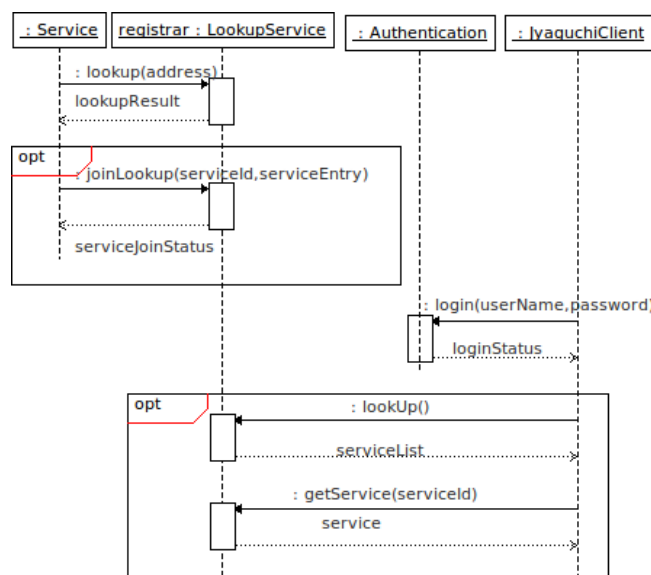 : Service
registrar : LookupService
: Authentication
: JyaguchiClient
: lookup(address)
lookupResult
opt
: joinLookup(serviceId,serviceEntry)
serviceJoinStatus
: login(userName,password)
loginStatus
opt
: lookUp()
serviceList
: getService(serviceId)
service